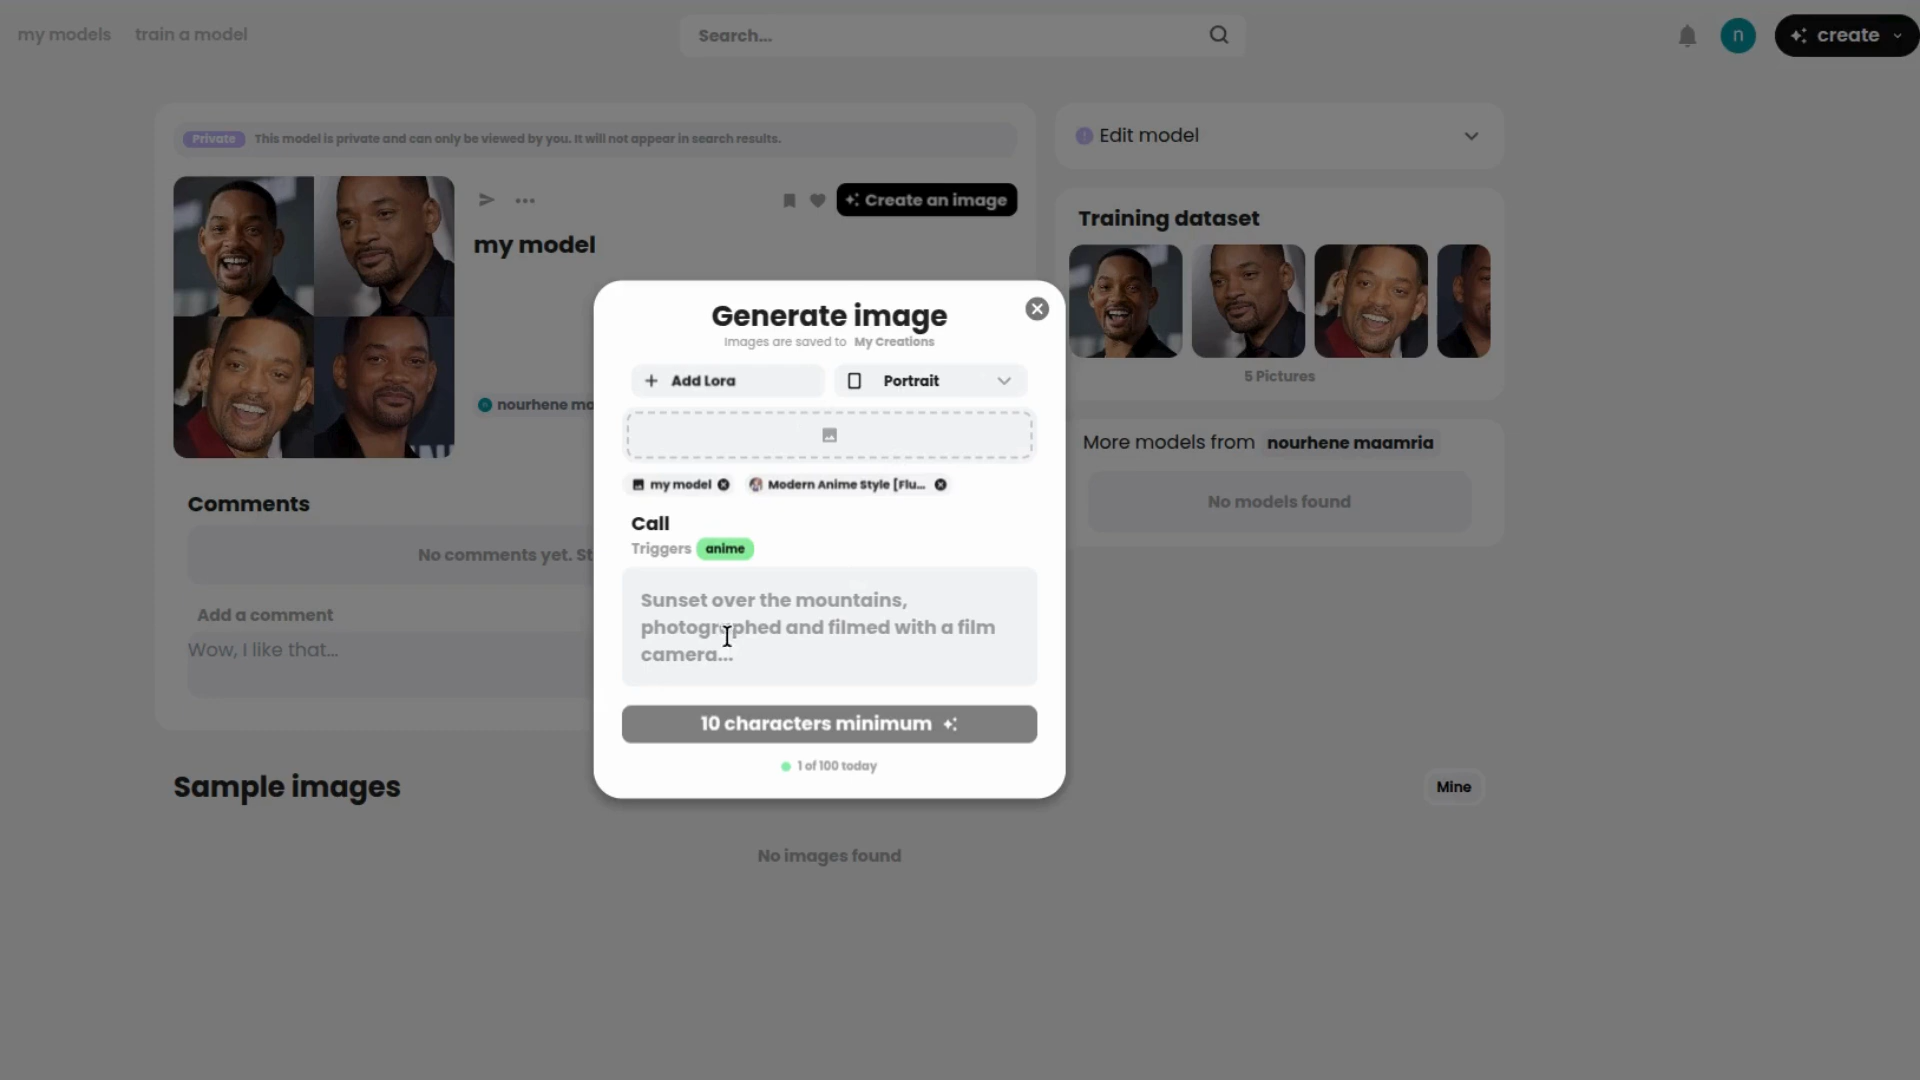 my models train a model
Search...
n
create
Private This model is private and can only be viewed by you. It will not appear in search results.
Create an image
my model
nourhene ma
Comments
No comments yet. St
Add a comment
Wow, I like that...
Edit model
Training dataset
5 Pictures
More models from nourhene maamria
No models found
Generate image
Images are saved to My Creations
Add Lora
Portrait
my model Modern Anime Style [Flu...
Call
Triggers anime
Sunset over the mountains,
photographed and filmed with a film
camera...
10 characters minimum
1 of 100 today
Sample images
Mine
No images found